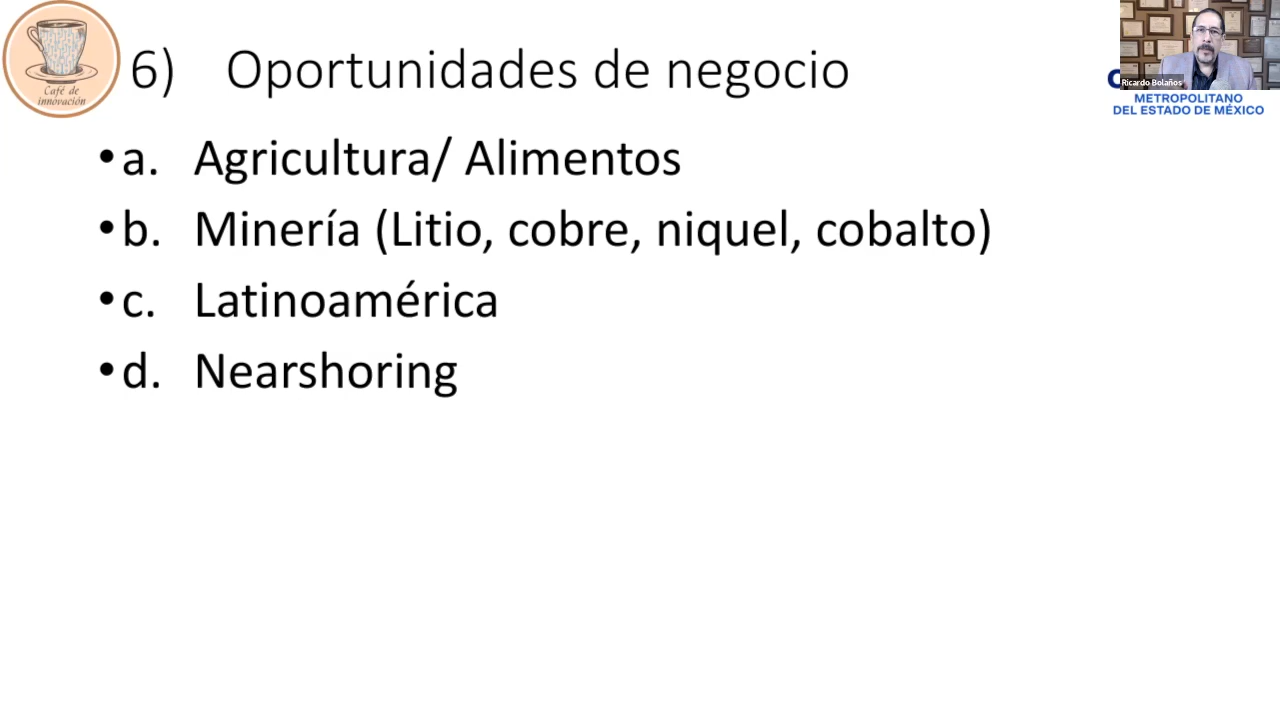 Café de
innovación
6) Oportunidades de negocio
Ricardo Bolaños
METROPOLITANO
DEL ESTADO DE MÉXICO
•a. Agricultura/ Alimentos
•b. Minería (Litio, cobre, niquel, cobalto)
•c. Latinoamérica
•d. Nearshoring